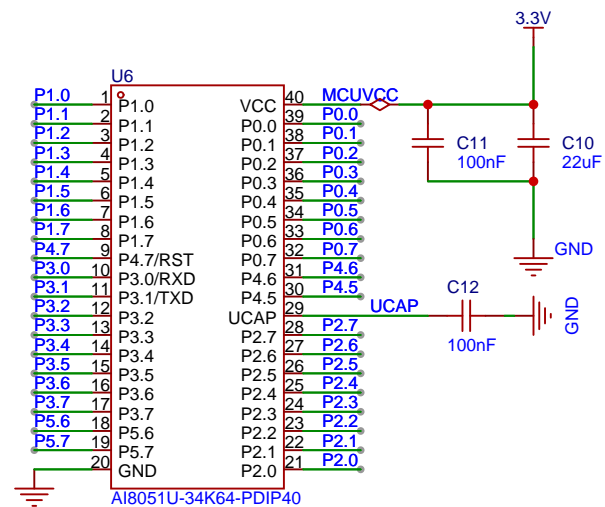 3.3V
U6
P1.0 1 P1.0 VCC 40 MCUVCC
P1.1 2 P1.1 P0.0 39 P0.0
P1.2 3 P1.2 P0.1 38 P0.1
P1.3 4 P1.3 P0.2 37 P0.2
P1.4 5 P1.4 P0.3 36 P0.3
P1.5 6 P1.5 P0.4 35 P0.4
P1.6 7 P1.6 P0.5 34 P0.5
P1.7 8 P1.7 P0.6 33 P0.6
P4.7 9 P4.7/RST P0.7 32 P0.7
P3.0 10 P3.0/RXD P4.6 31 P4.6
P3.1 11 P3.1/TXD P4.5 30 P4.5
P3.2 12 P3.2 UCAP 29 UCAP
P3.3 13 P3.3 P2.7 28 P2.7
P3.4 14 P3.4 P2.6 27 P2.6
P3.5 15 P3.5 P2.5 26 P2.5
P3.6 16 P3.6 P2.4 25 P2.4
P3.7 17 P3.7 P2.3 24 P2.3
P5.6 18 P5.6 P2.2 23 P2.2
P5.7 19 P5.7 P2.1 22 P2.1
20 GND P2.0 21 P2.0
AI8051U-34K64-PDIP40
C11
100nF
C10
22uF
GND
C12
100nF
GND